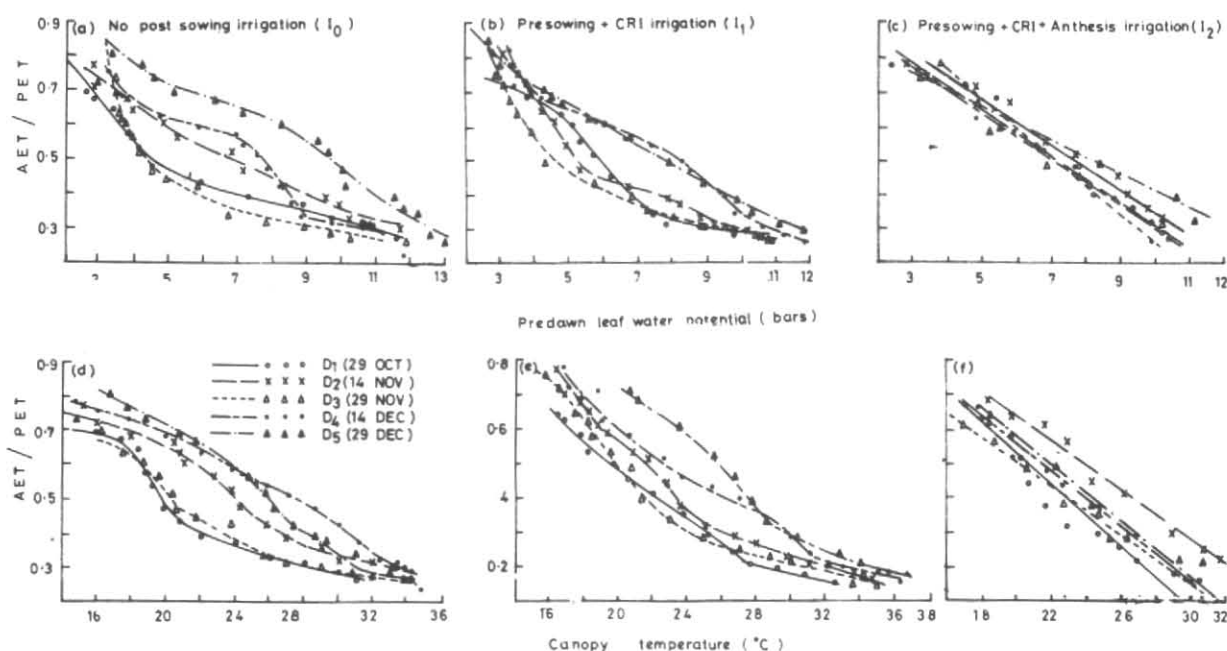 (a) No post sowing irrigation (I0)
(b) Presowing + CRI irrigation (I1)
(c) Presowing + CRI + Anthesis irrigation (I2)
AET / PET
0.9
0.7
0.5
0.3
3 5 7 9 11 13
3 5 7 9 11 12
3 5 7 9 11 12
Predawn leaf water potential (bars)
(d)
D1 (29 OCT)
D2 (14 NOV)
D3 (29 NOV)
D4 (14 DEC)
D5 (29 DEC)
(e)
(f)
AET / PET
0.9
0.7
0.5
0.3
0.8
0.6
.4
0.2
16 20 24 28 32 36
16 20 24 28 32 36 38
18 22 26 30 32
Canopy temperature (°C)